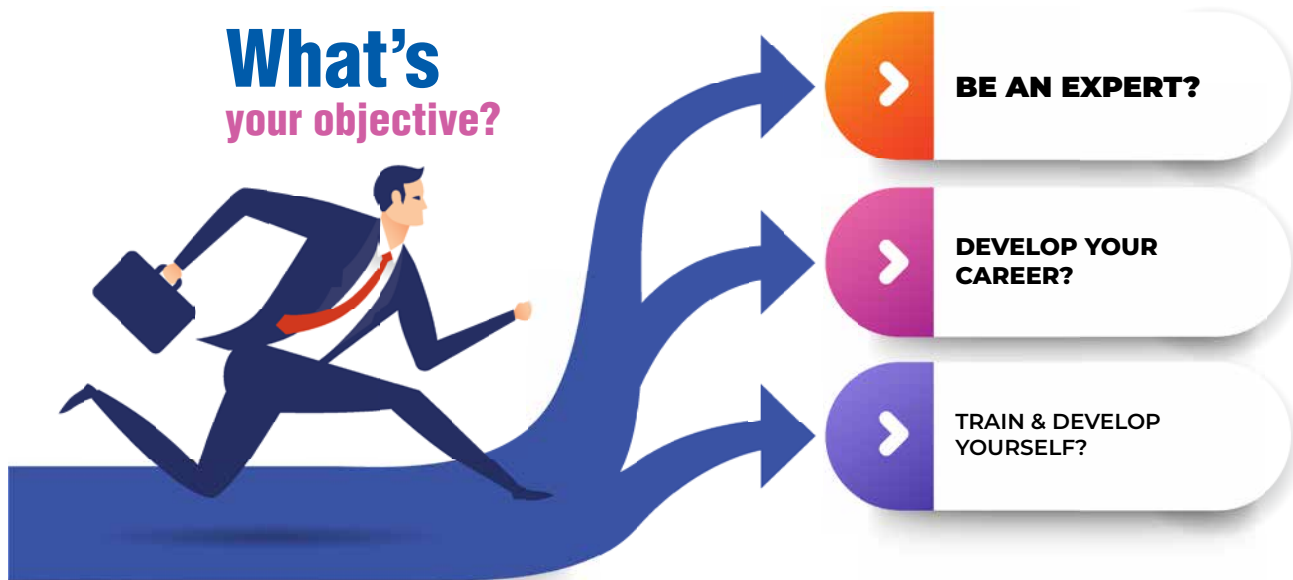 What's
your objective?
BE AN EXPERT?
DEVELOP YOUR
CAREER?
TRAIN & DEVELOP
YOURSELF?